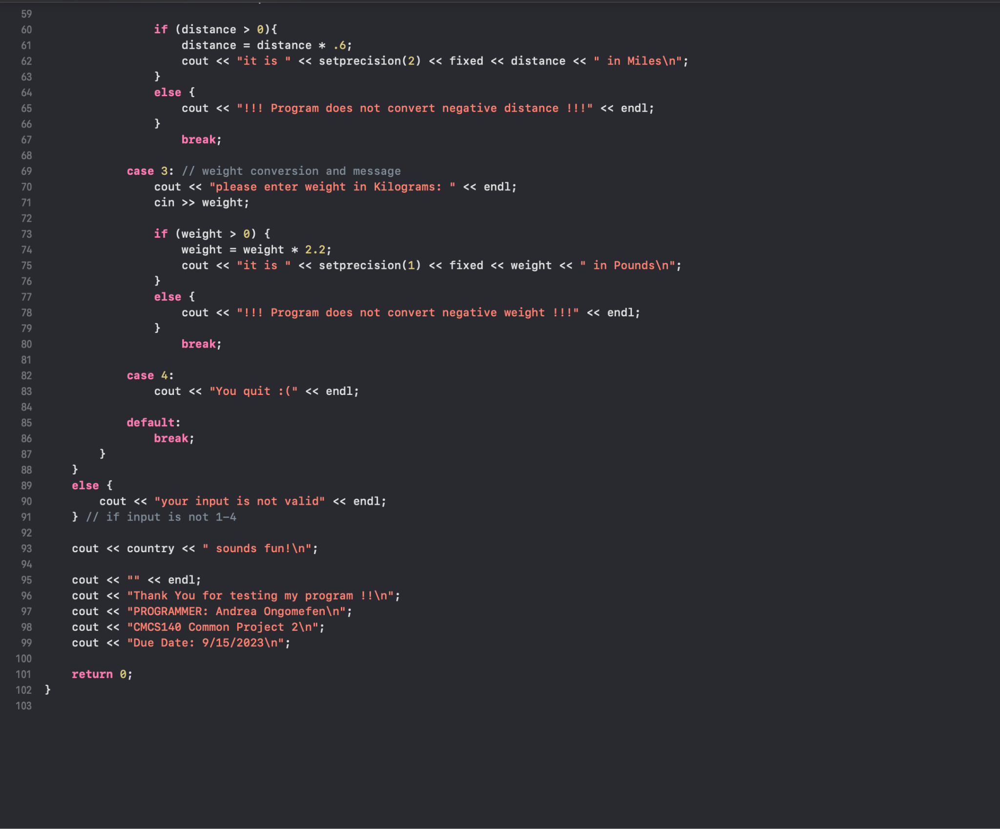 59
60 if (distance > 0){
61 distance = distance * .6;
62 cout << "it is " << setprecision(2) << fixed << distance << " in Miles\n";
63 }
64 else {
65 cout << "!!! Program does not convert negative distance !!!" << endl;
66 }
67 break;
68
69 case 3: // weight conversion and message
70 cout << "please enter weight in Kilograms: " << endl;
71 cin >> weight;
72
73 if (weight > 0) {
74 weight = weight * 2.2;
75 cout << "it is " << setprecision(1) << fixed << weight << " in Pounds\n";
76 }
77 else {
78 cout << "!!! Program does not convert negative weight !!!" << endl;
79 }
80 break;
81
82 case 4:
83 cout << "You quit :(" << endl;
84
85 default:
86 break;
87 }
88 }
89 else {
90 cout << "your input is not valid" << endl;
91 } // if input is not 1-4
92
93 cout << country << " sounds fun!\n";
94
95 cout << "" << endl;
96 cout << "Thank You for testing my program !!\n";
97 cout << "PROGRAMMER: Andrea Ongomefen\n";
98 cout << "CMCS140 Common Project 2\n";
99 cout << "Due Date: 9/15/2023\n";
100
101 return 0;
102 }
103